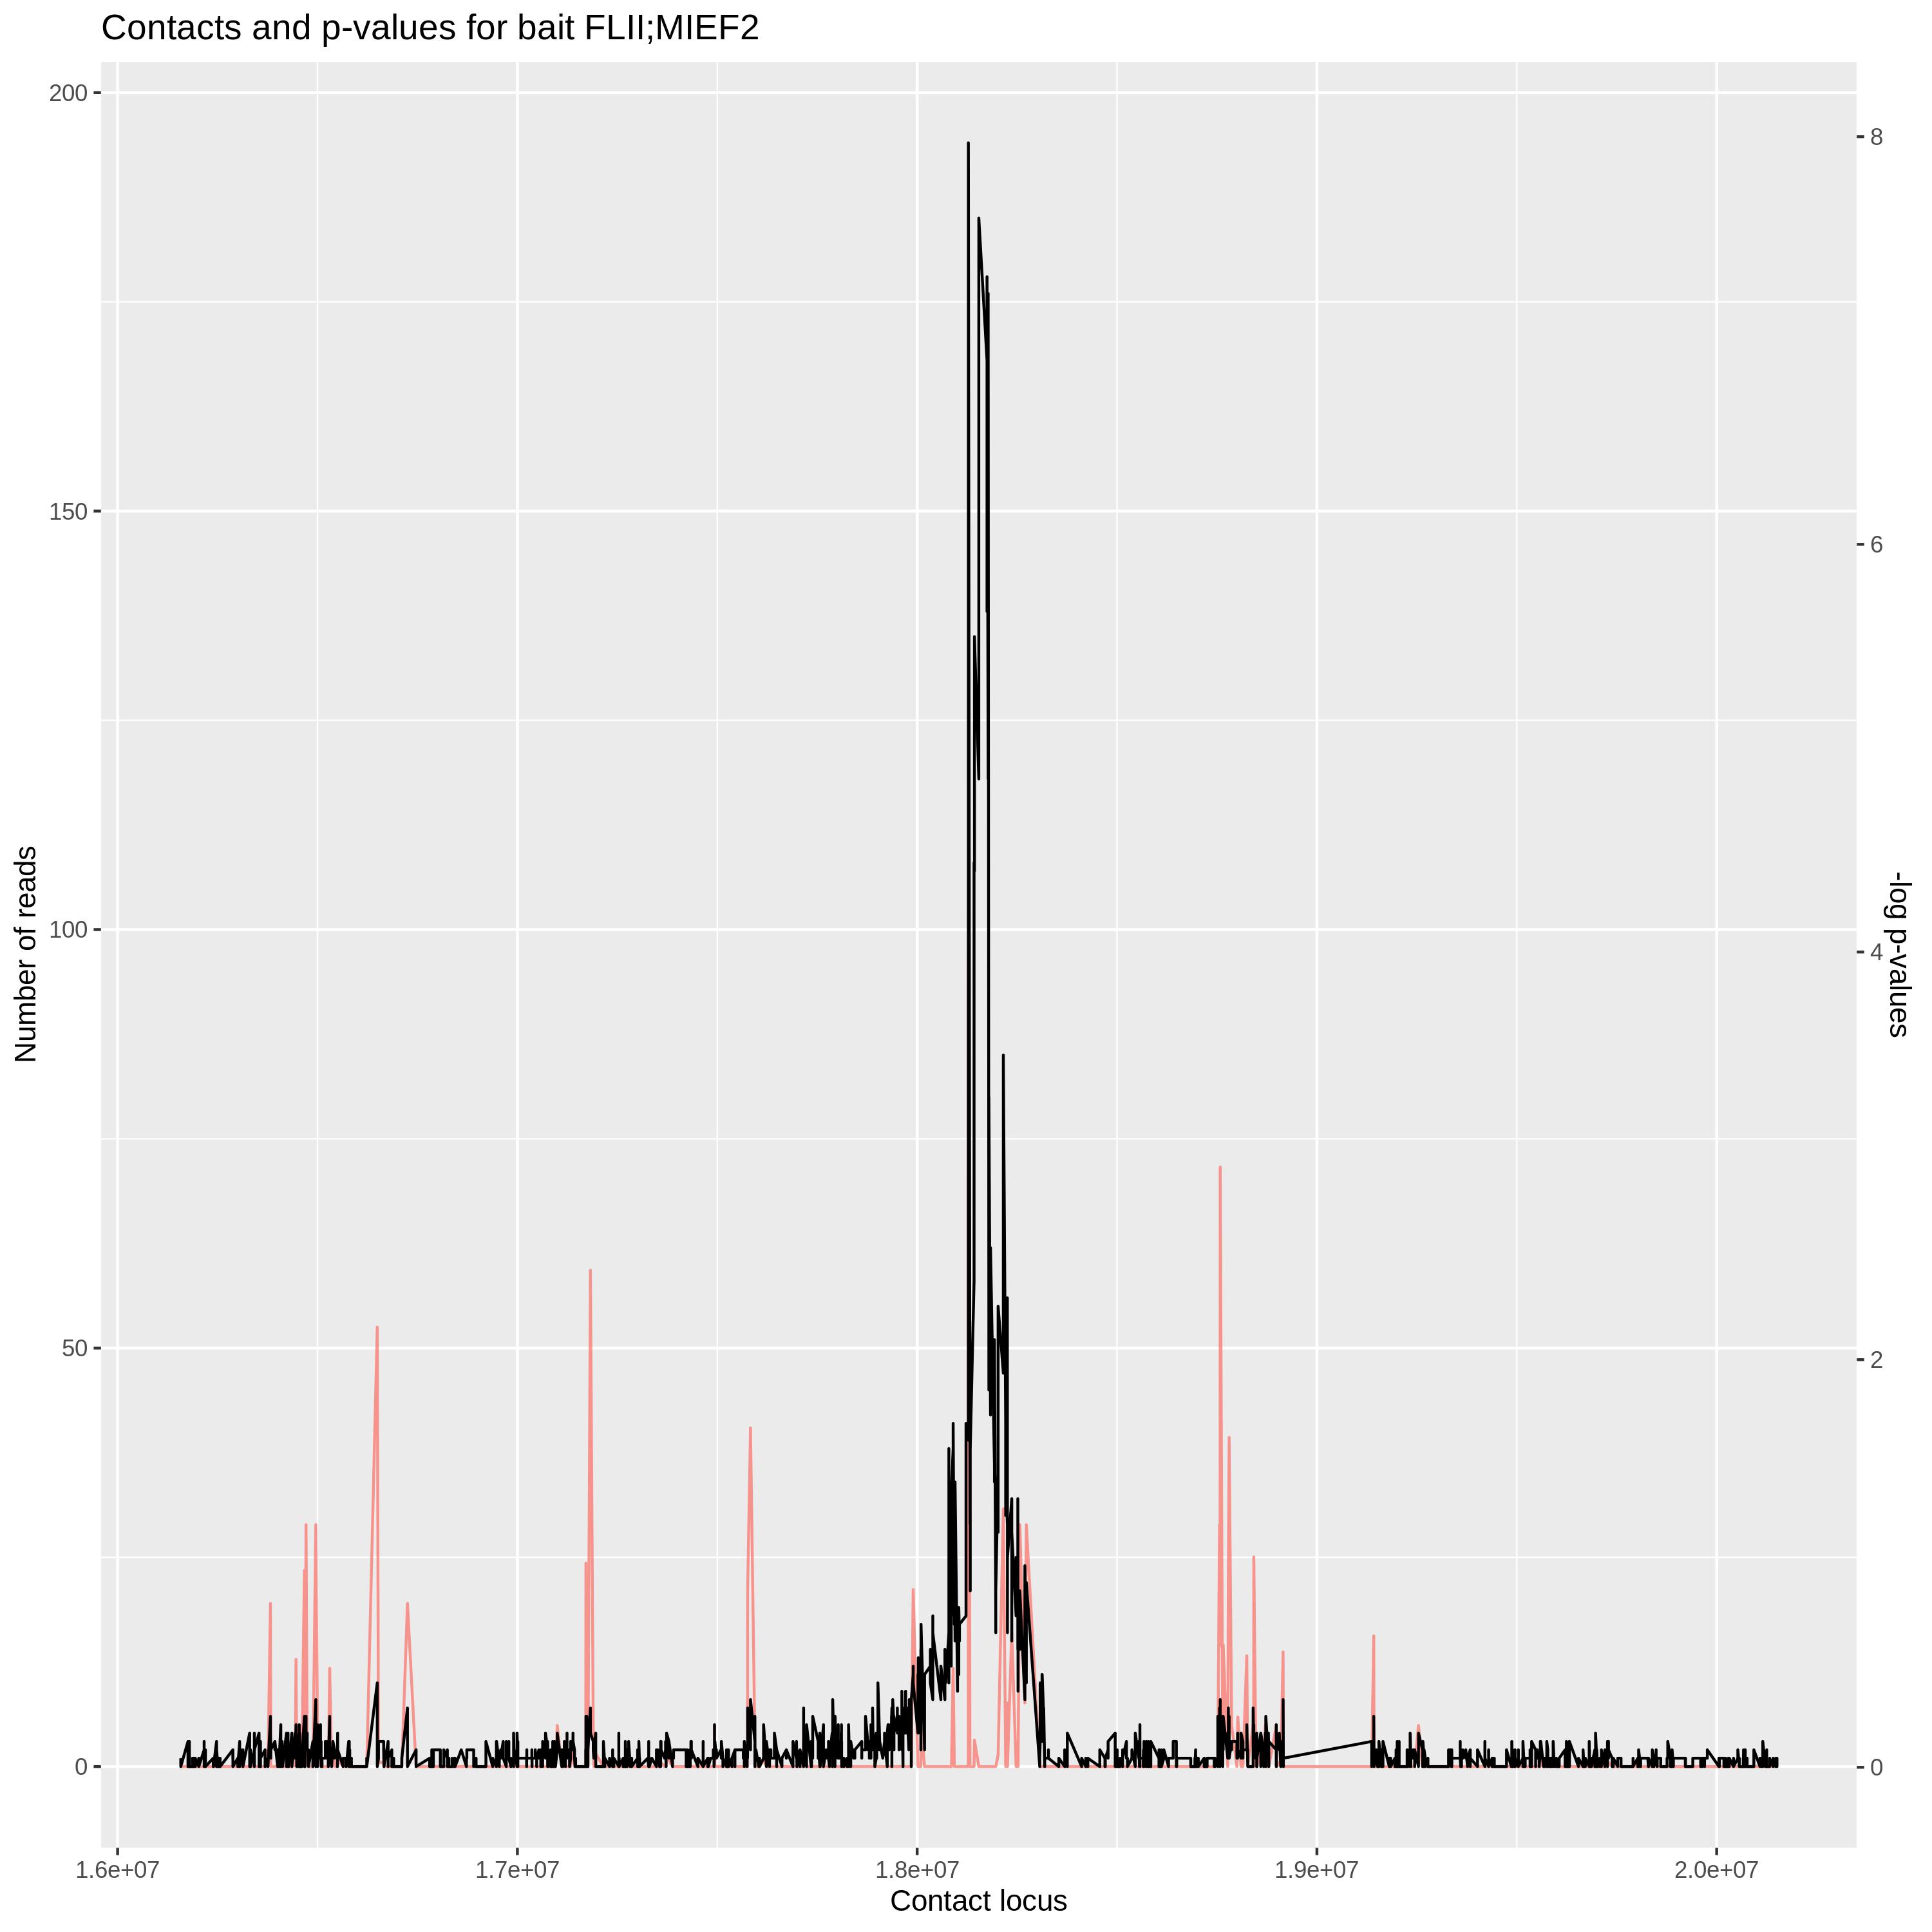 Contacts and p-values for bait FLII;MIEF2
200
150
100
50
0
Number of reads
8
6
4
2
0
-log p-values
1.6e+07
1.7e+07
1.8e+07
1.9e+07
2.0e+07
Contact locus